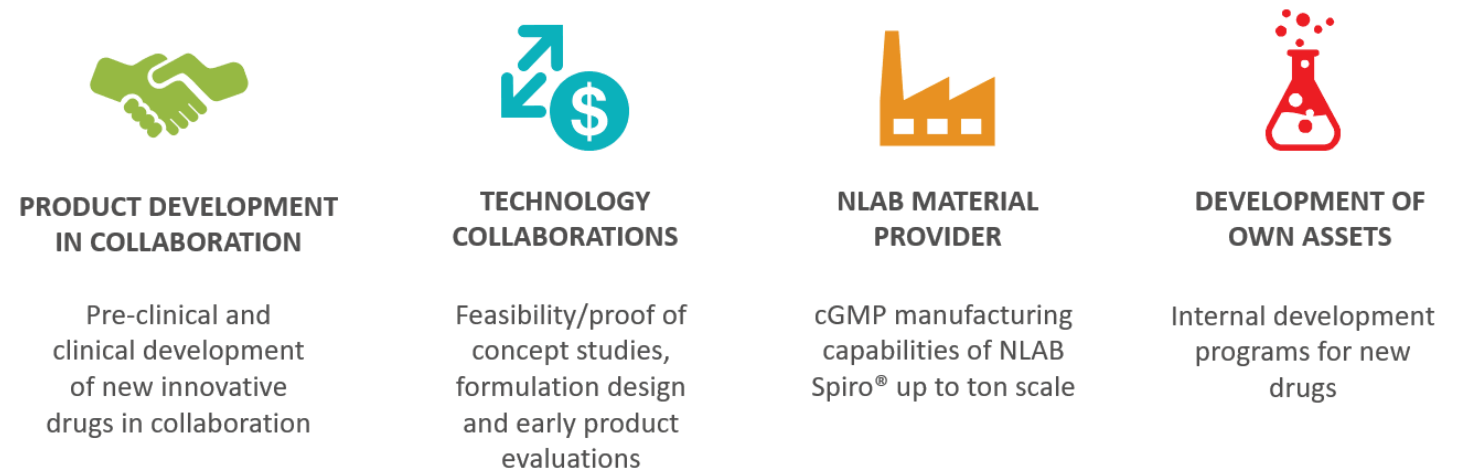 $
PRODUCT DEVELOPMENT
IN COLLABORATION
Pre-clinical and
clinical development
of new innovative
drugs in collaboration
TECHNOLOGY
COLLABORATIONS
Feasibility/proof of
concept studies,
formulation design
and early product
evaluations
NLAB MATERIAL
PROVIDER
cGMP manufacturing
capabilities of NLAB
Spiro® up to ton scale
DEVELOPMENT OF
OWN ASSETS
Internal development
programs for new
drugs